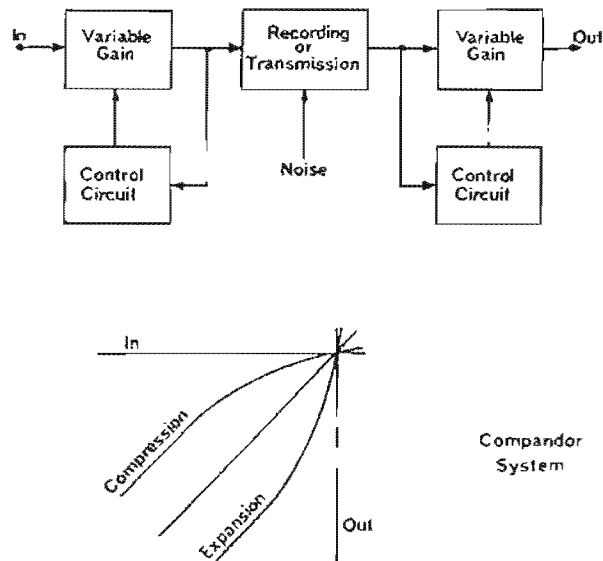 In
Variable
Gain
Recording
or
Transmission
Variable
Gain
Out
Control
Circuit
Noise
Control
Circuit
In
Compression
Expansion
Out
Compandor
System